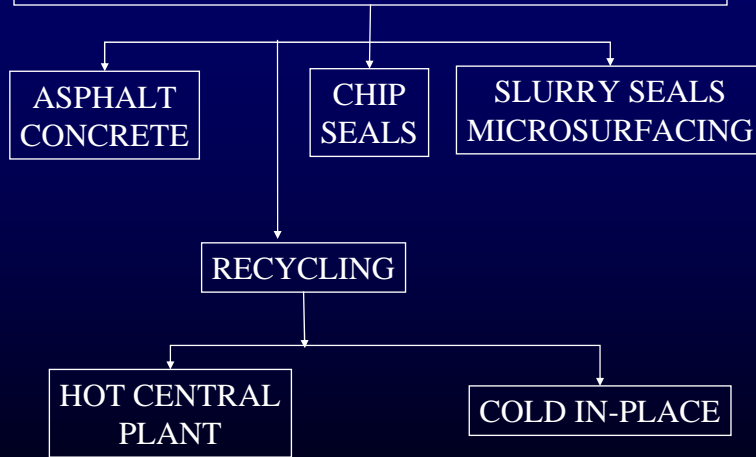 ASPHALT
CONCRETE
CHIP
SEALS
SLURRY SEALS
MICROSURFACING
RECYCLING
HOT CENTRAL
PLANT
COLD IN-PLACE